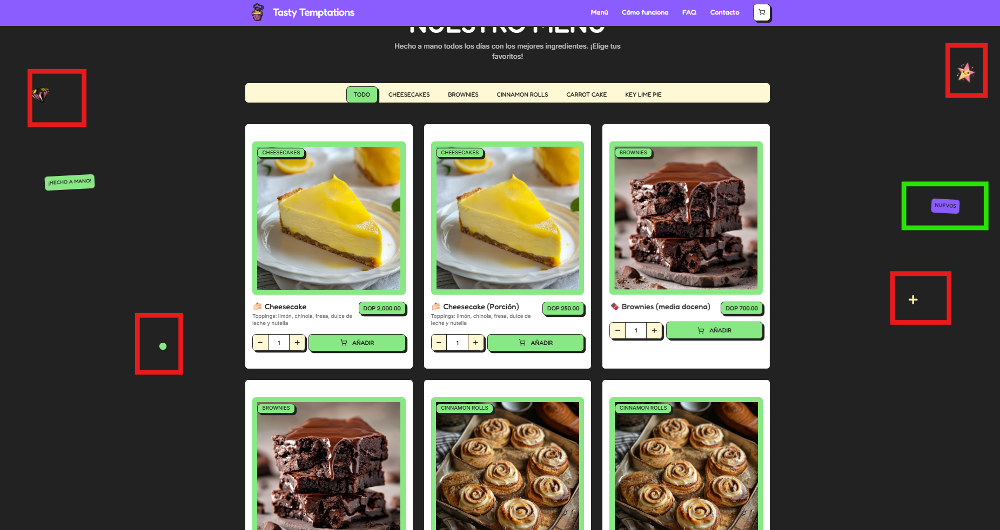 Tasty Temptations
Menú
Cómo funciona
FAQ
Contacto
NUESTRO MENÚ
Hecho a mano todos los días con los mejores ingredientes. ¡Elige tus
favoritos!
TODO
CHEESECAKES
BROWNIES
CINNAMON ROLLS
CARROT CAKE
KEY LIME PIE
¡HECHO A MANO!
NUEVOS
CHEESECAKES
Cheesecake
DOP 2,000.00
Toppings: limón, chinola, fresa, dulce de
leche y nutella
− 1 +
AÑADIR
CHEESECAKES
Cheesecake (Porción)
DOP 250.00
Toppings: limón, chinola, fresa, dulce de
leche y nutella
− 1 +
AÑADIR
BROWNIES
Brownies (media docena)
DOP 700.00
− 1 +
AÑADIR
BROWNIES
CINNAMON ROLLS
CINNAMON ROLLS